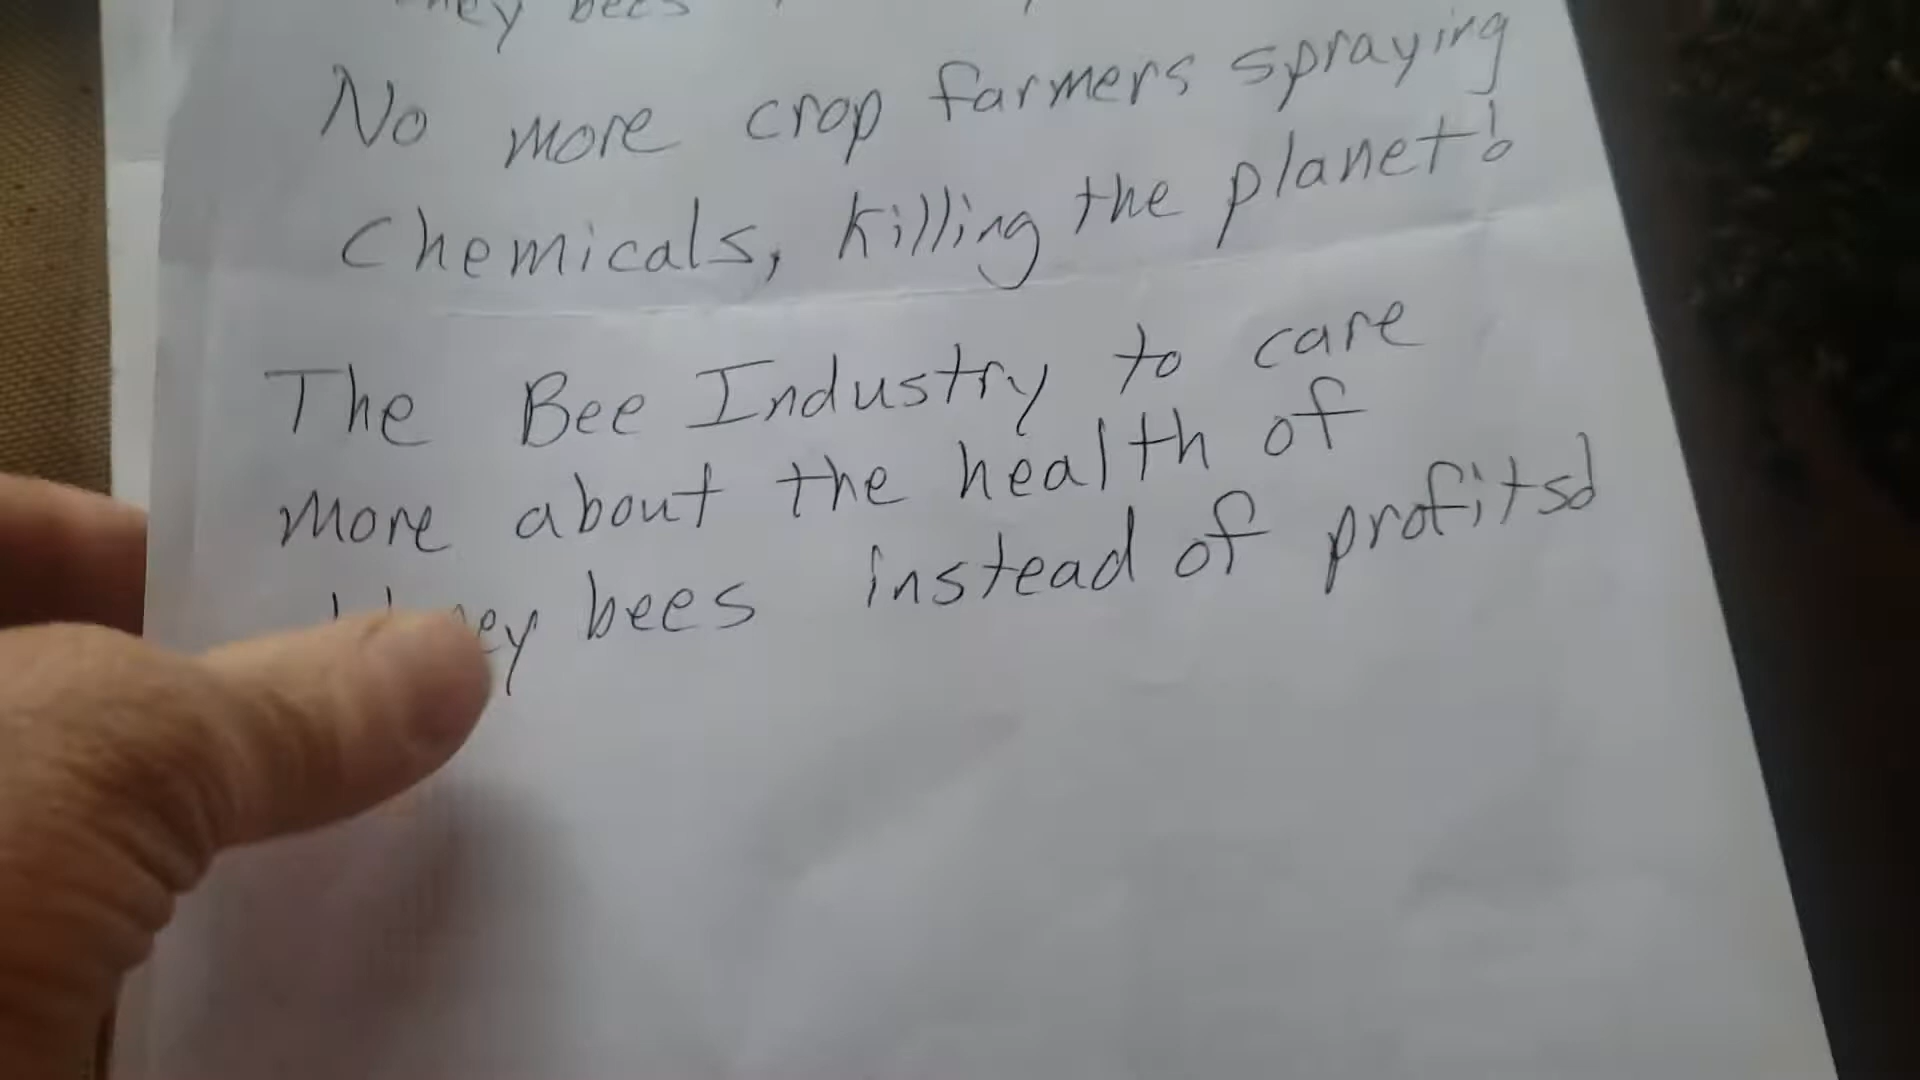 bees
No more crop farmers spraying
Chemicals, killing the planet!
The Bee Industry to care
more about the health of
bees instead of profits!